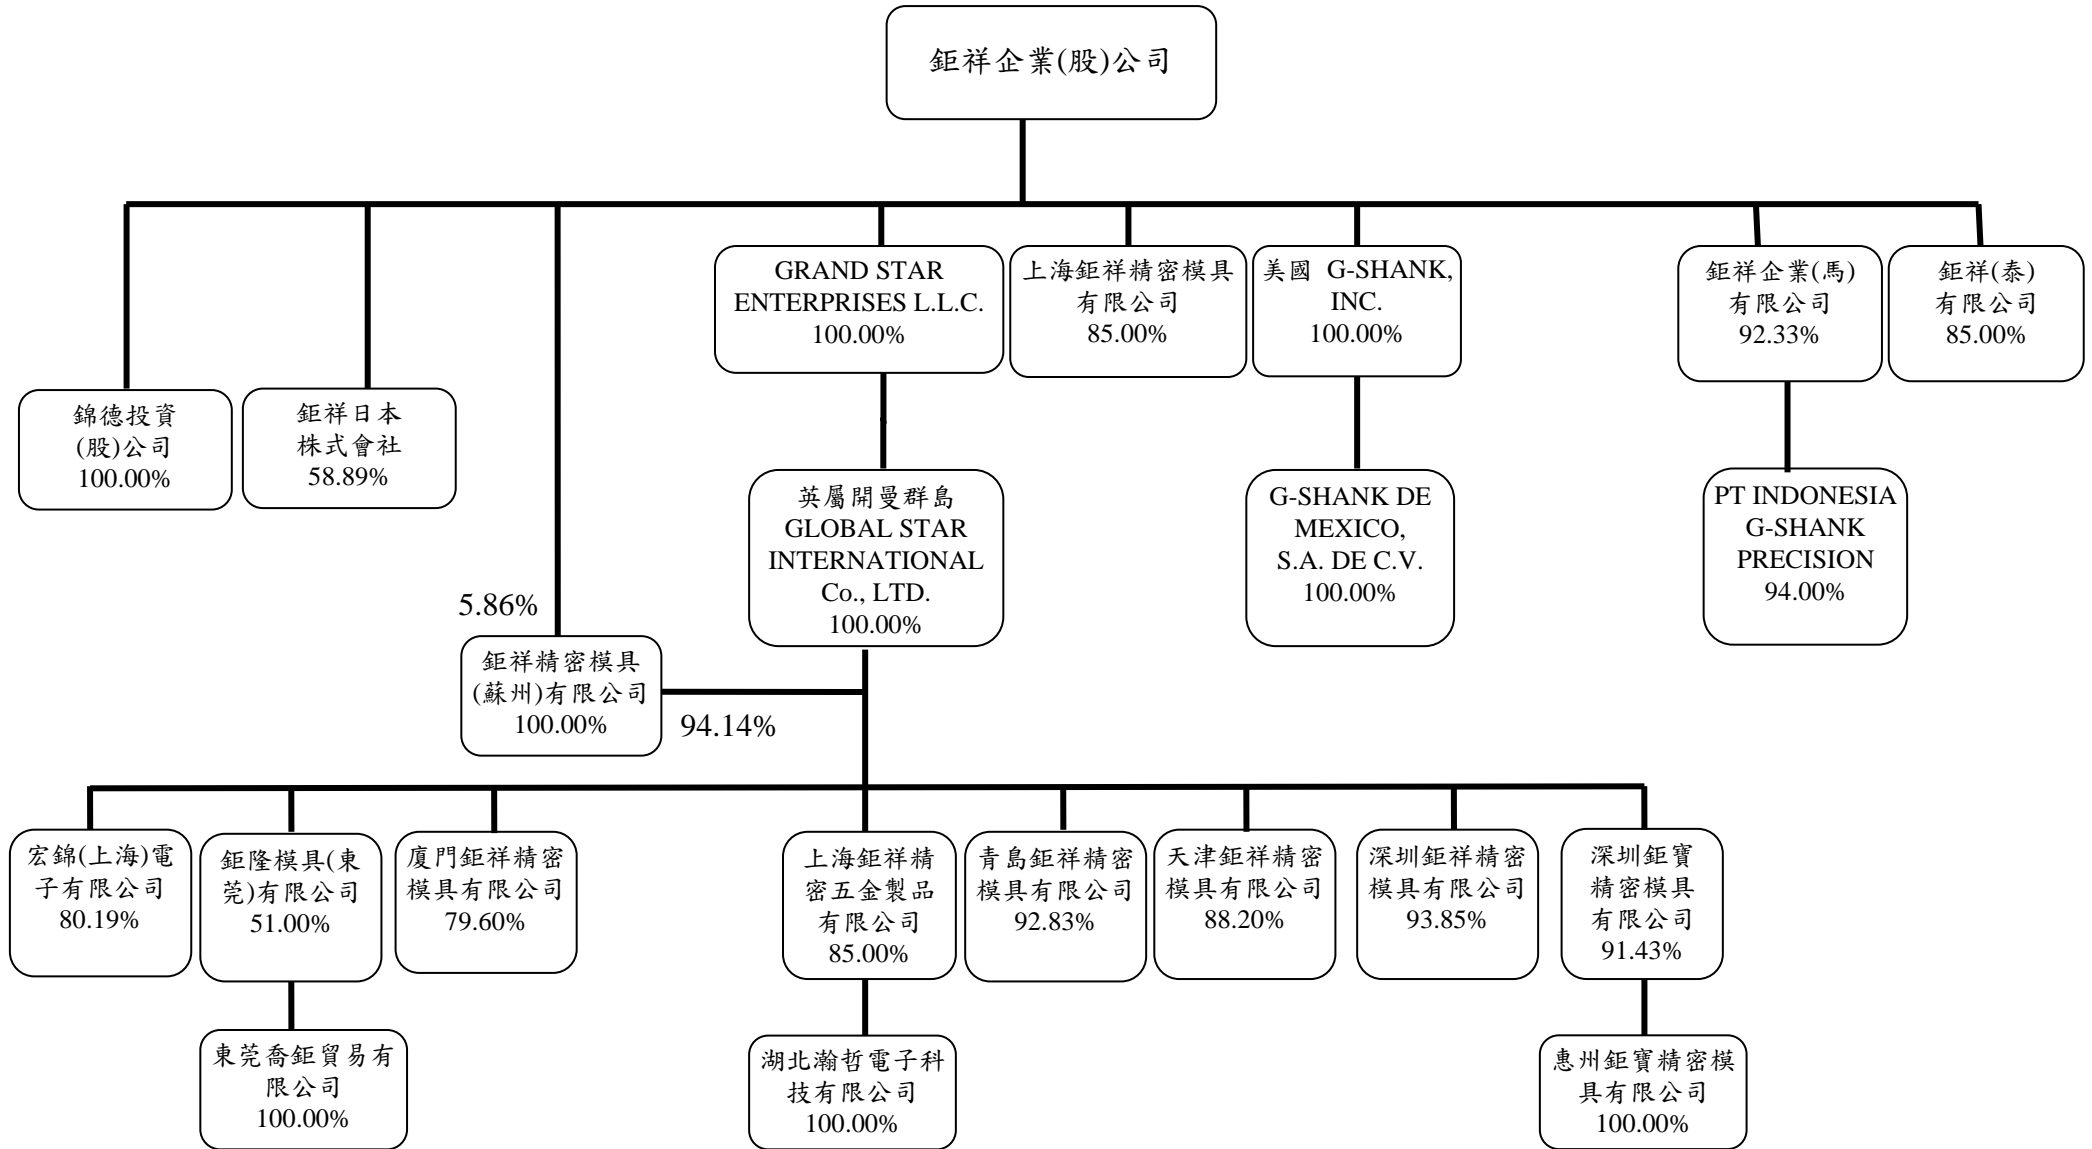 鉅祥企業(股)公司
GRAND STAR
ENTERPRISES L.L.C.
100.00%
上海鉅祥精密模具
有限公司
85.00%
美國 G-SHANK,
INC.
100.00%
鉅祥企業(馬)
有限公司
92.33%
鉅祥(泰)
有限公司
85.00%
錦德投資
(股)公司
100.00%
鉅祥日本
株式會社
58.89%
英屬開曼群島
GLOBAL STAR
INTERNATIONAL
Co., LTD.
100.00%
G-SHANK DE
MEXICO,
S.A. DE C.V.
100.00%
PT INDONESIA
G-SHANK
PRECISION
94.00%
5.86%
鉅祥精密模具
(蘇州)有限公司
100.00%
94.14%
宏錦(上海)電
子有限公司
80.19%
鉅隆模具(東
莞)有限公司
51.00%
廈門鉅祥精密
模具有限公司
79.60%
上海鉅祥精
密五金製品
有限公司
85.00%
青島鉅祥精密
模具有限公司
92.83%
天津鉅祥精密
模具有限公司
88.20%
深圳鉅祥精密
模具有限公司
93.85%
深圳鉅寶
精密模具
有限公司
91.43%
東莞喬鉅貿易有
限公司
100.00%
湖北瀚哲電子科
技有限公司
100.00%
惠州鉅寶精密模
具有限公司
100.00%